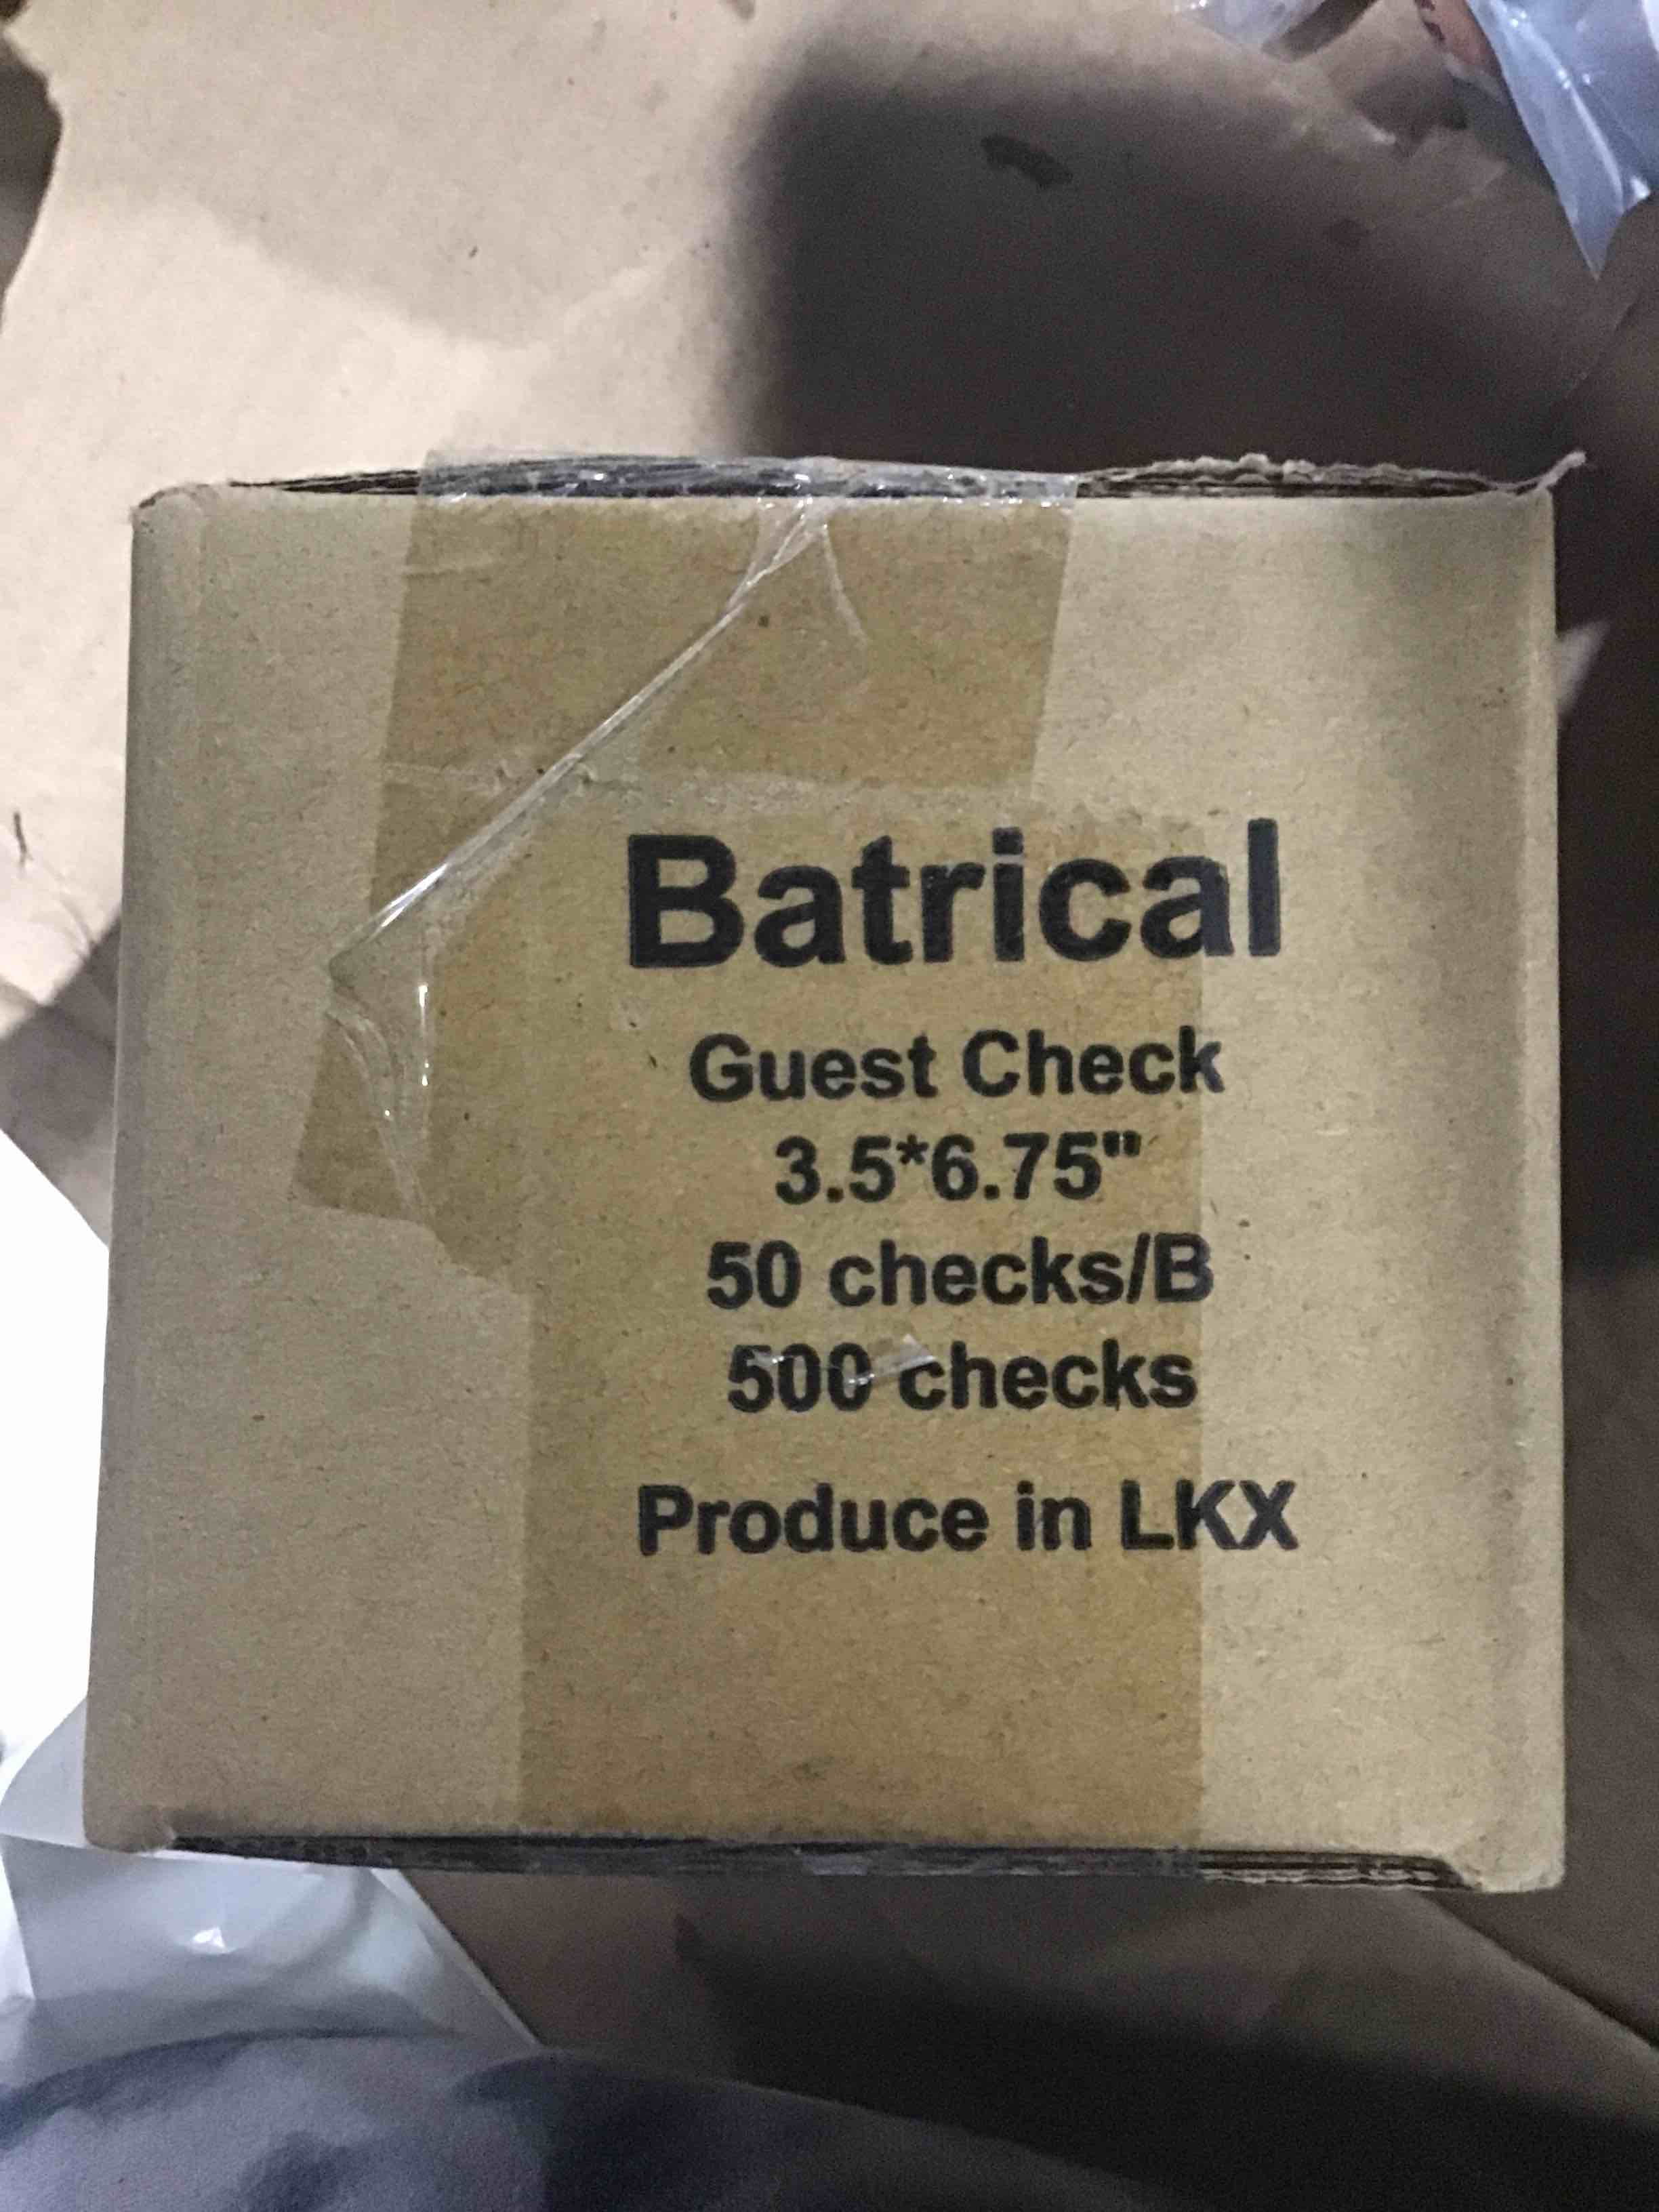 Batrical
Guest Check
3.5*6.75"
50 checks/B
500 checks
Produce in LKX